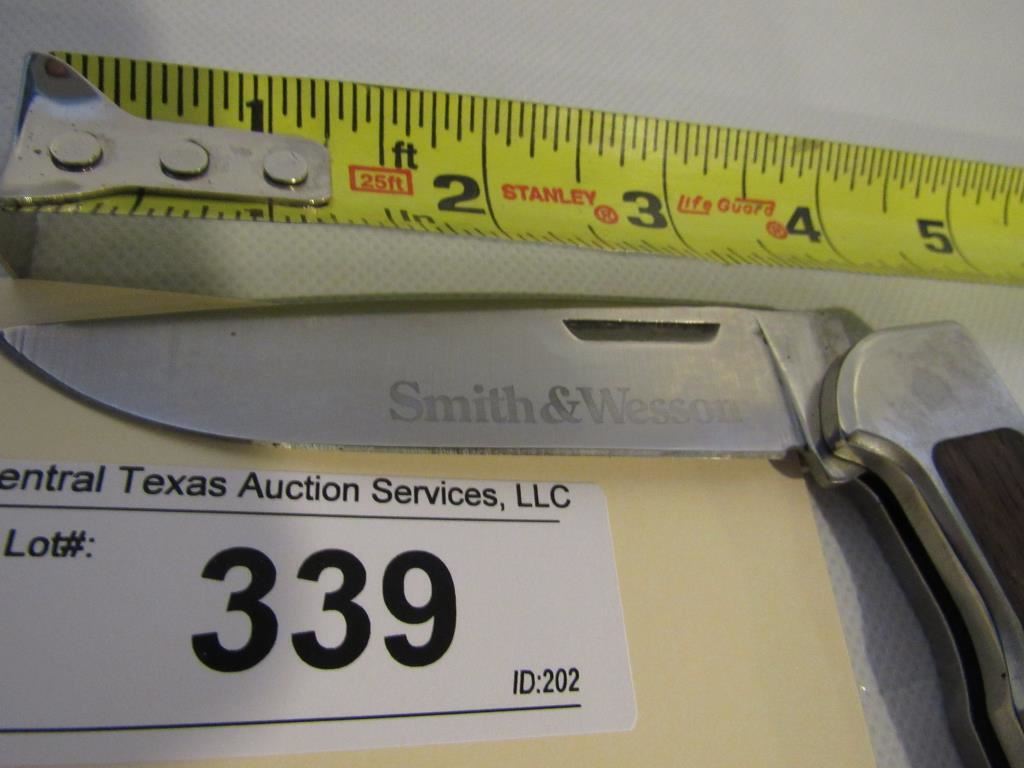 1 ft
25ft 2 STANLEY® 3 Life Guard® 4 5
Smith&Wesson
entral Texas Auction Services, LLC
Lot#:
339
ID:202